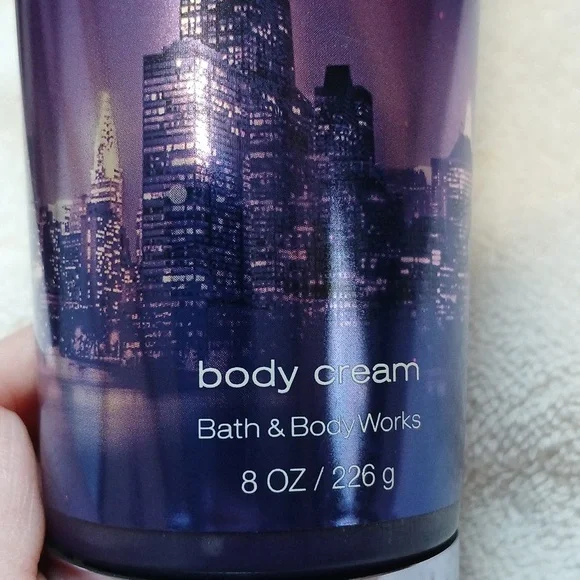 body cream
Bath & Body Works
8 OZ / 226 g